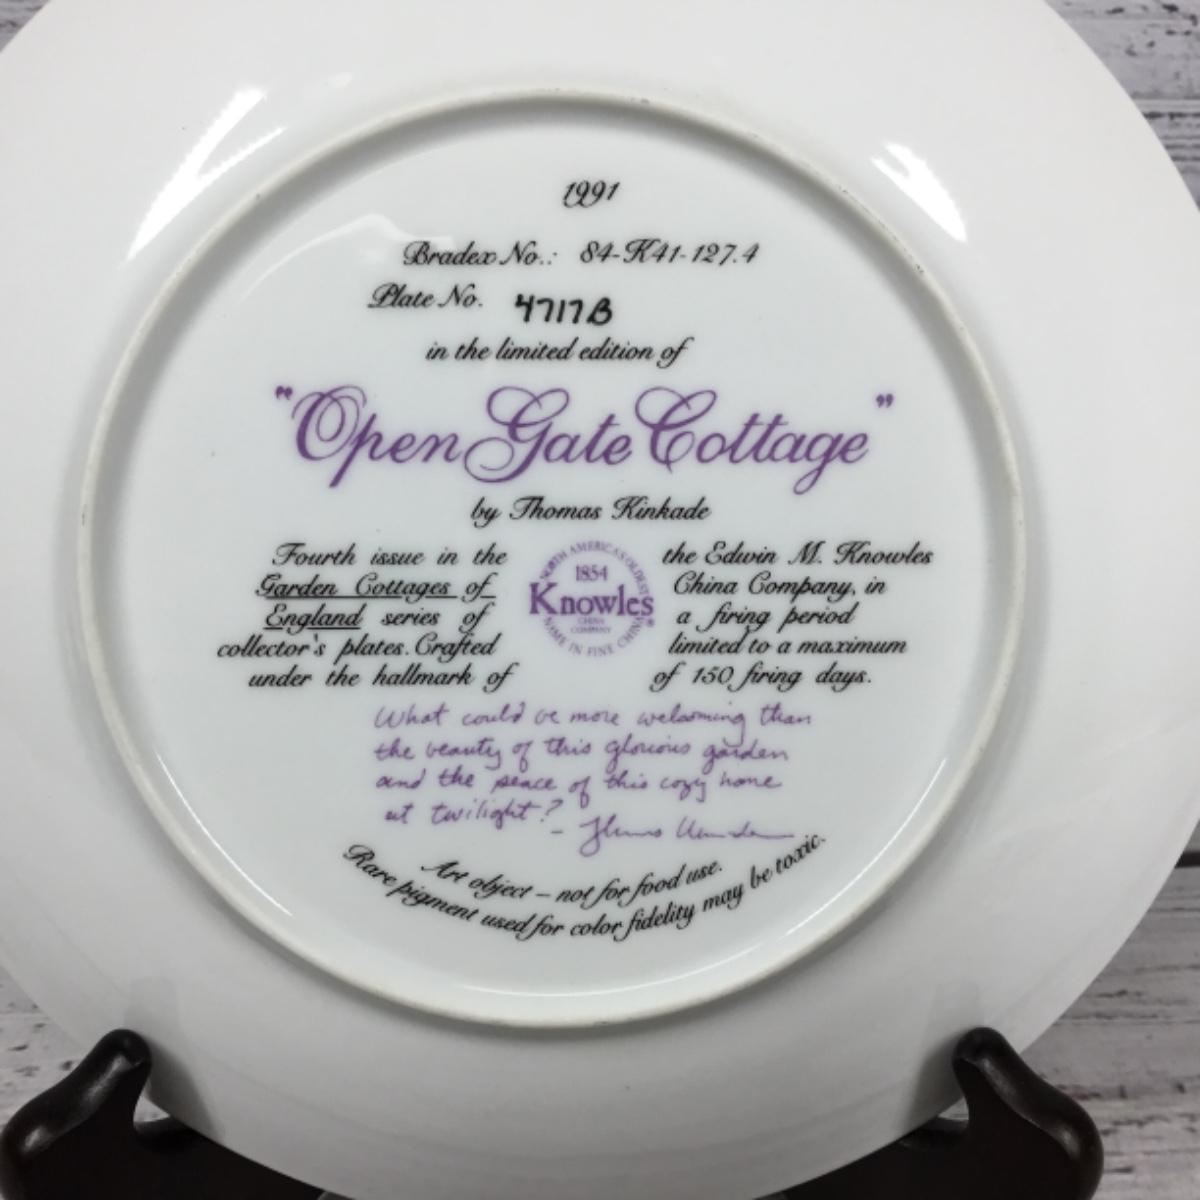 1991
Bradex No.: 84-K41-127.4
Plate No. 4717B
in the limited edition of
"Open Gate Cottage"
by Thomas Kinkade
Fourth issue in the
Garden Cottages of
England series of
collector's plates. Crafted
under the hallmark of
NORTH AMERICA'S OLDEST
1854
Knowles®
CHINA
COMPANY
NAME IN FINE CHINA
the Edwin M. Knowles
China Company, in
a firing period
limited to a maximum
of 150 firing days.
What could be more welcoming than
the beauty of this glorious garden
and the peace of this cozy home
at twilight? - Thomas Kinkade
Art object – not for food use.
Rare pigment used for color fidelity may be toxic.